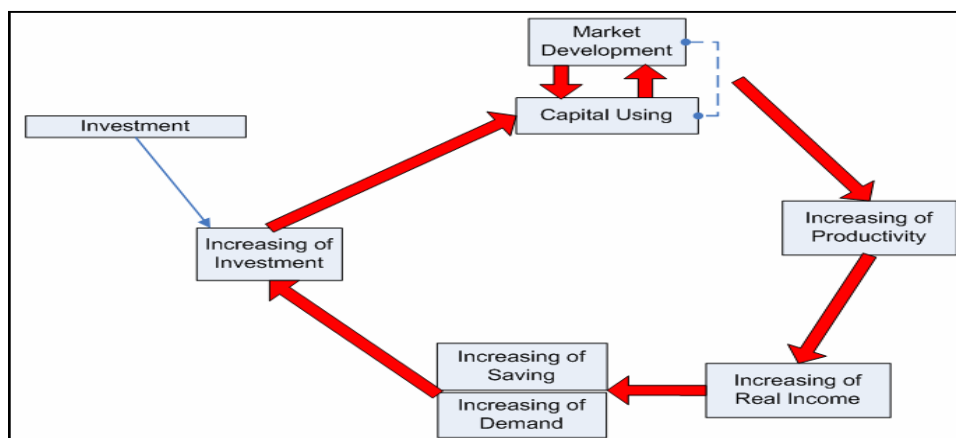 Market
Development
Capital Using
Investment
Increasing of
Productivity
Increasing of
Investment
Increasing of
Saving
Increasing of
Demand
Increasing of
Real Income